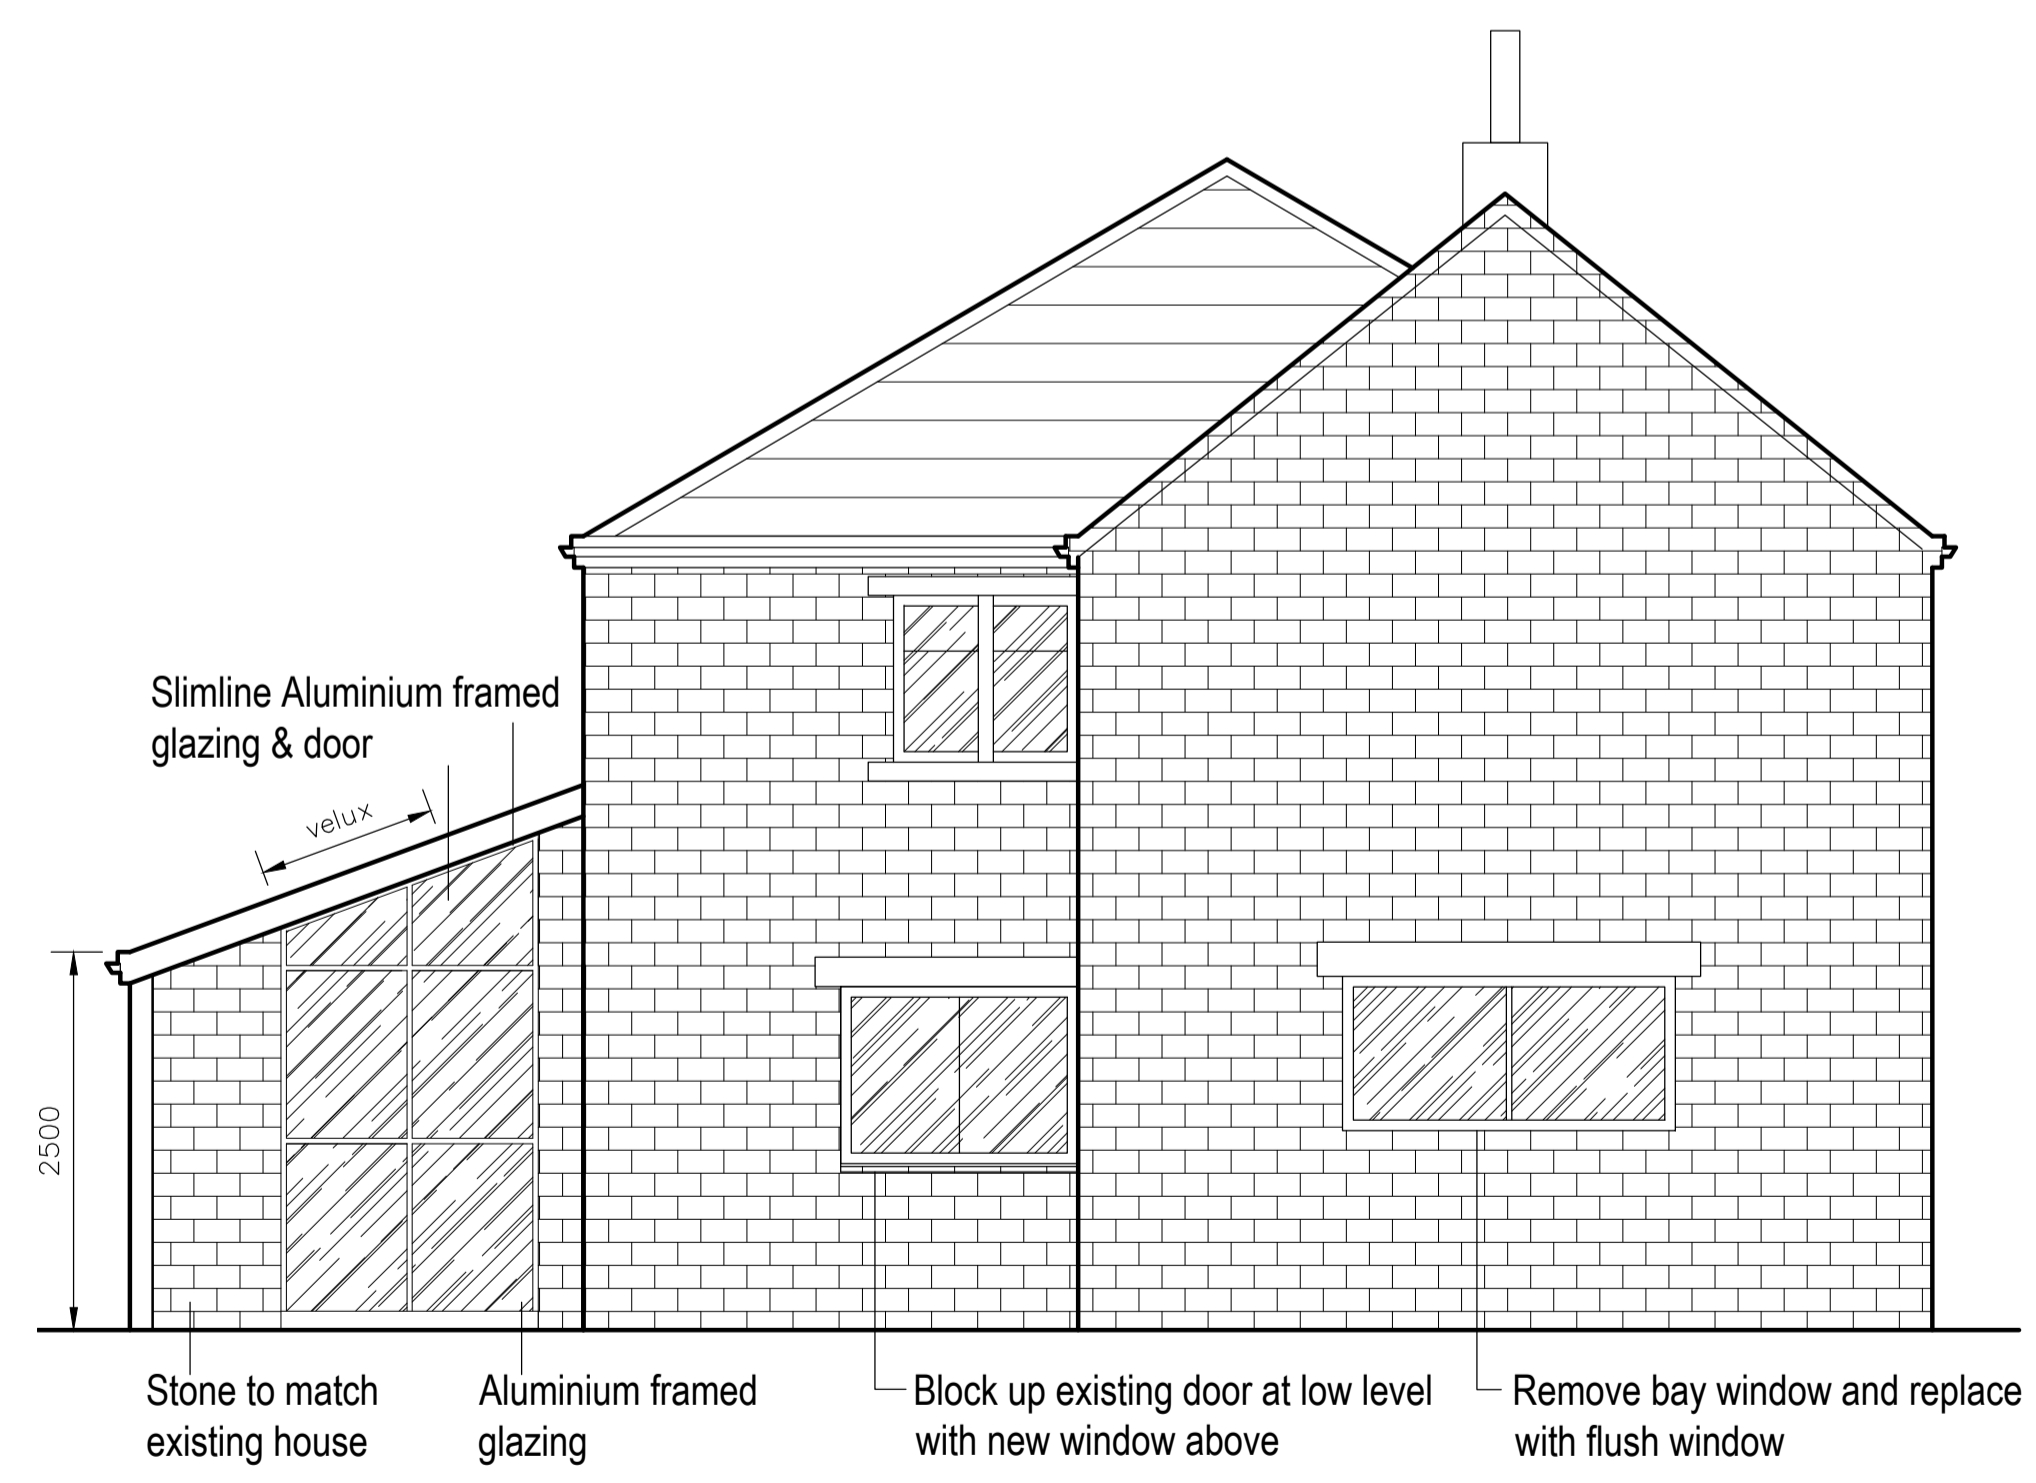 Slimline Aluminium framed
glazing & door
velux
2500
Stone to match
existing house
Aluminium framed
glazing
Block up existing door at low level
with new window above
Remove bay window and replace
with flush window